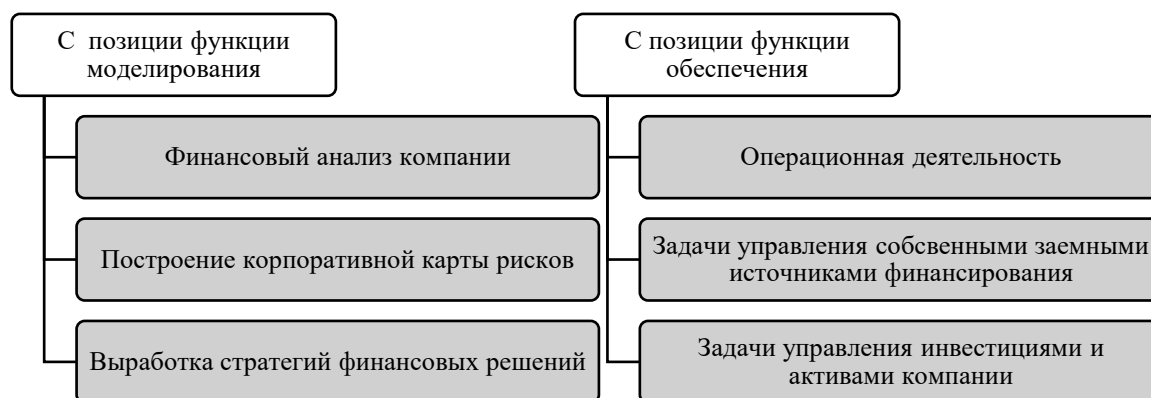 С позиции функции
моделирования
Финансовый анализ компании
Построение корпоративной карты рисков
Выработка стратегий финансовых решений
С позиции функции
обеспечения
Операционная деятельность
Задачи управления собсвенными заемными
источниками финансирования
Задачи управления инвестициями и
активами компании